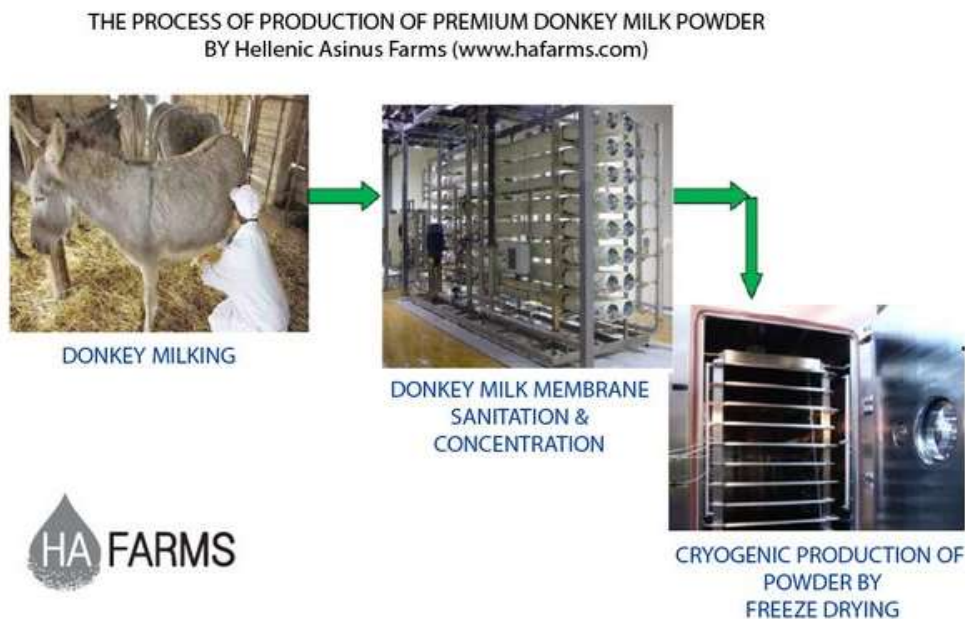 THE PROCESS OF PRODUCTION OF PREMIUM DONKEY MILK POWDER
BY Hellenic Asinus Farms (www.hafarms.com)
DONKEY MILKING
DONKEY MILK MEMBRANE
SANITATION &
CONCENTRATION
CRYOGENIC PRODUCTION OF
POWDER BY
FREEZE DRYING
HA FARMS